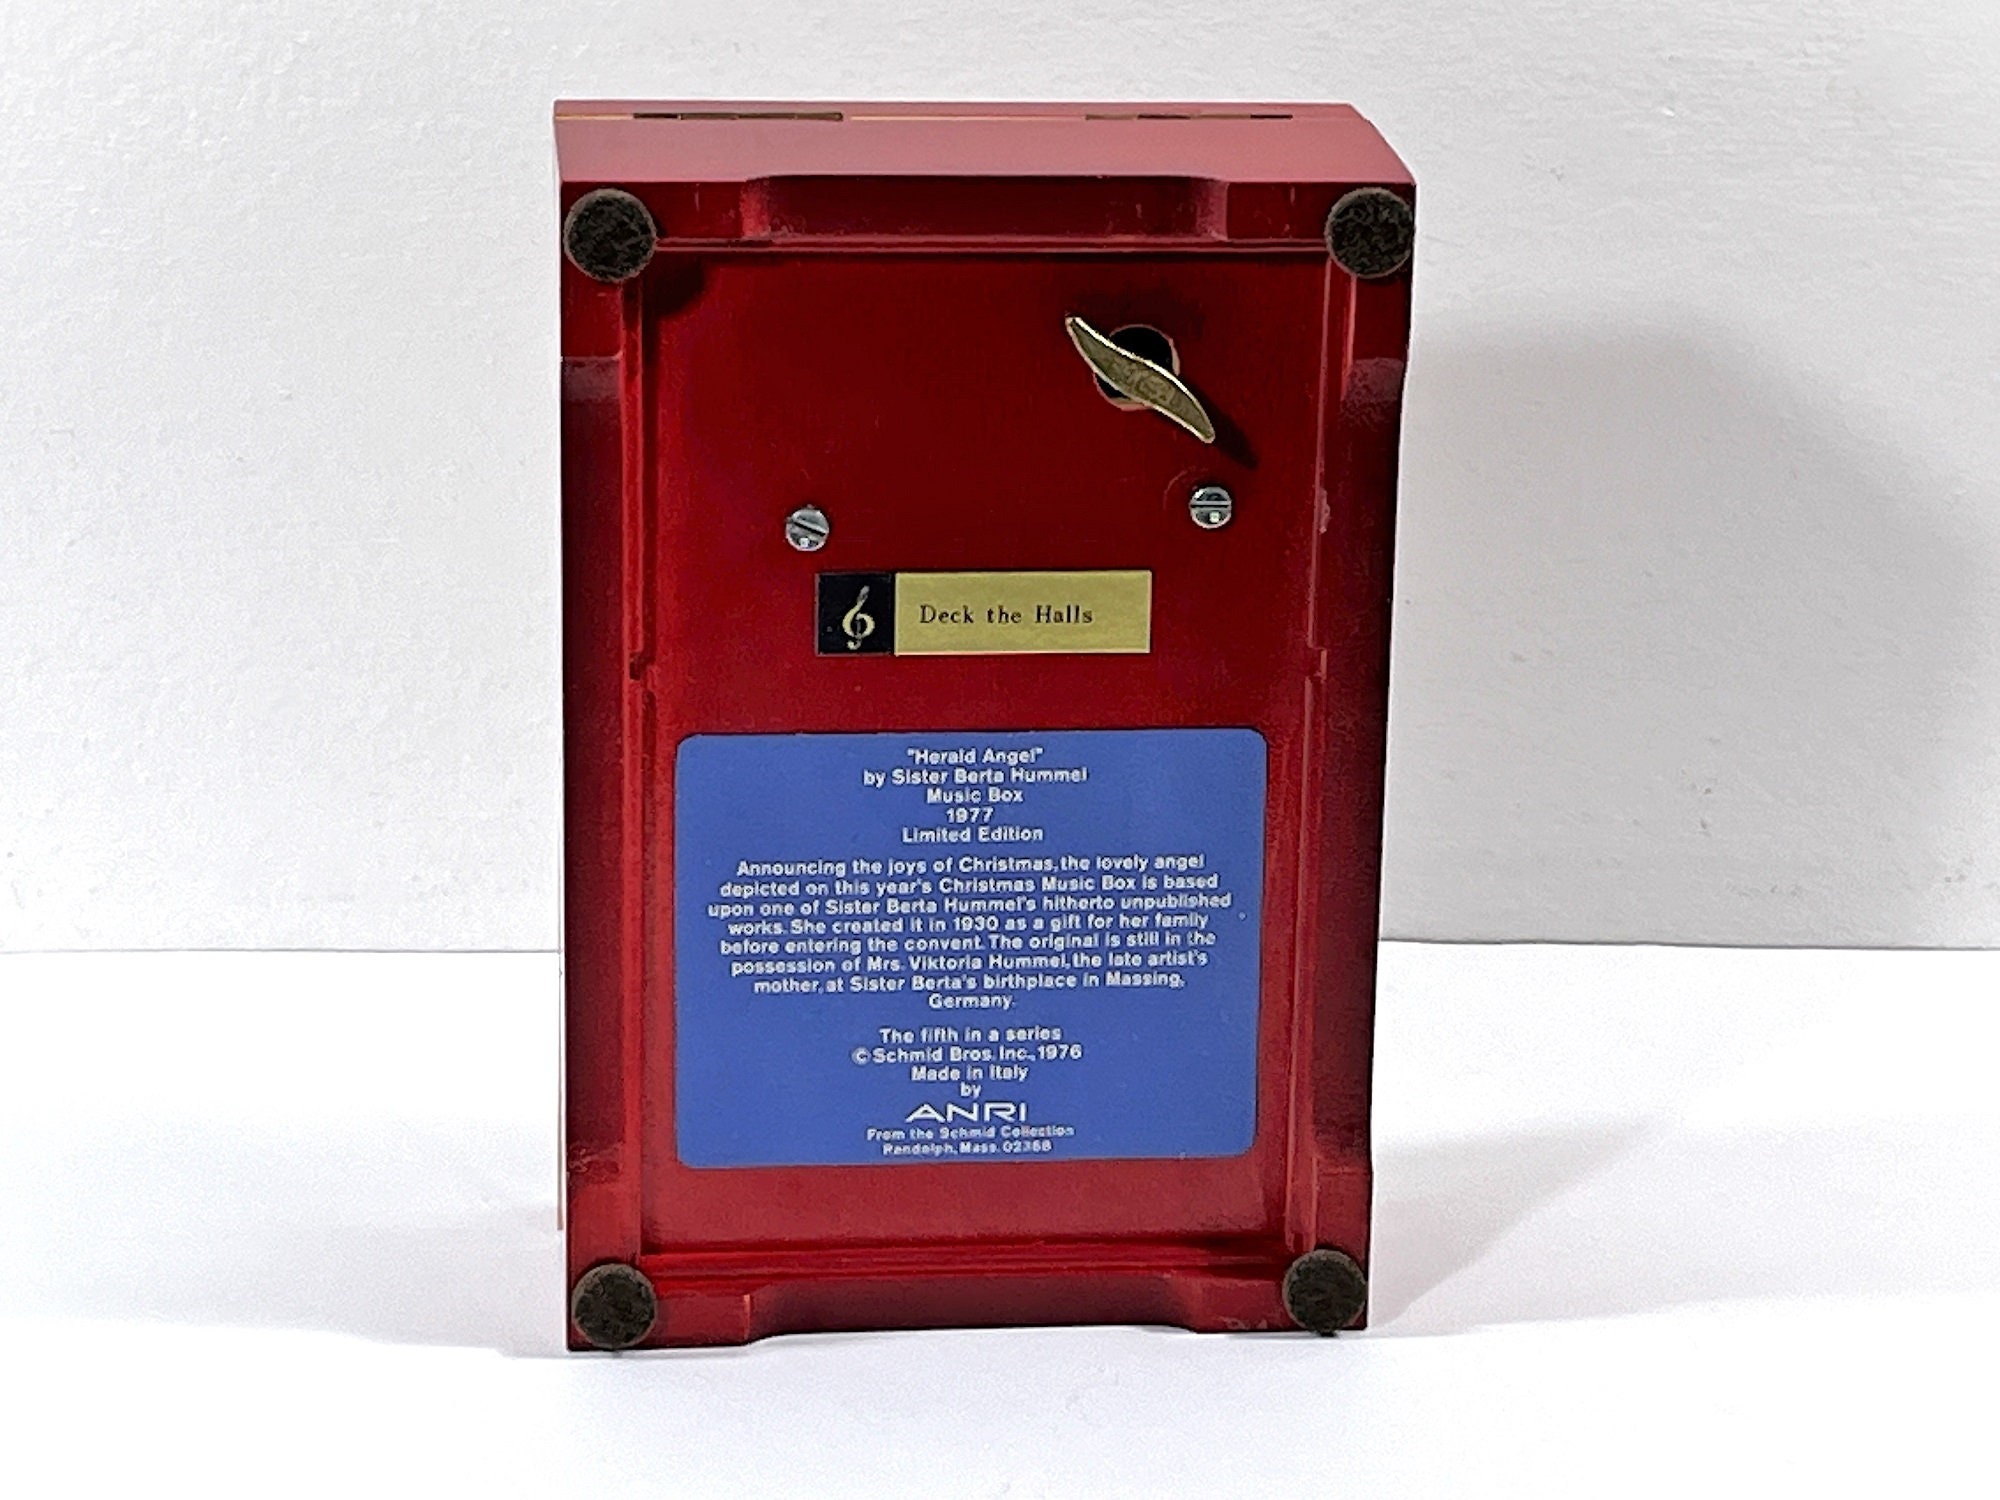 Deck the Halls
"Herald Angel"
by Sister Berta Hummel
Music Box
1977
Limited Edition
Announcing the joys of Christmas, the lovely angel
depicted on this year's Christmas Music Box is based
upon one of Sister Berta Hummel's hitherto unpublished
works. She created it in 1930 as a gift for her family
before entering the convent. The original is still in the
possession of Mrs. Viktoria Hummel, the late artist's
mother, at Sister Berta's birthplace in Massing,
Germany.
The fifth in a series
© Schmid Bros. Inc., 1976
Made in Italy
by
ANRI
From the Schmid Collection
Randolph, Mass. 02368